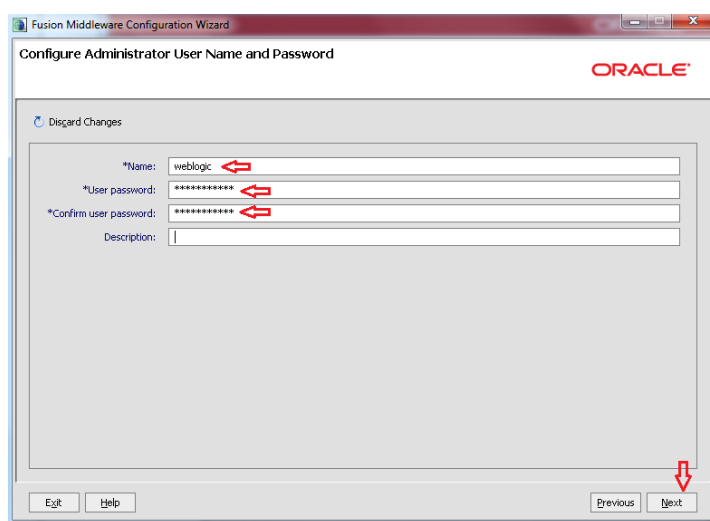 Fusion Middleware Configuration Wizard
Configure Administrator User Name and Password
ORACLE
Discard Changes
*Name: weblogic
*User password: ***********
*Confirm user password: ***********
Description:
Exit Help Previous Next